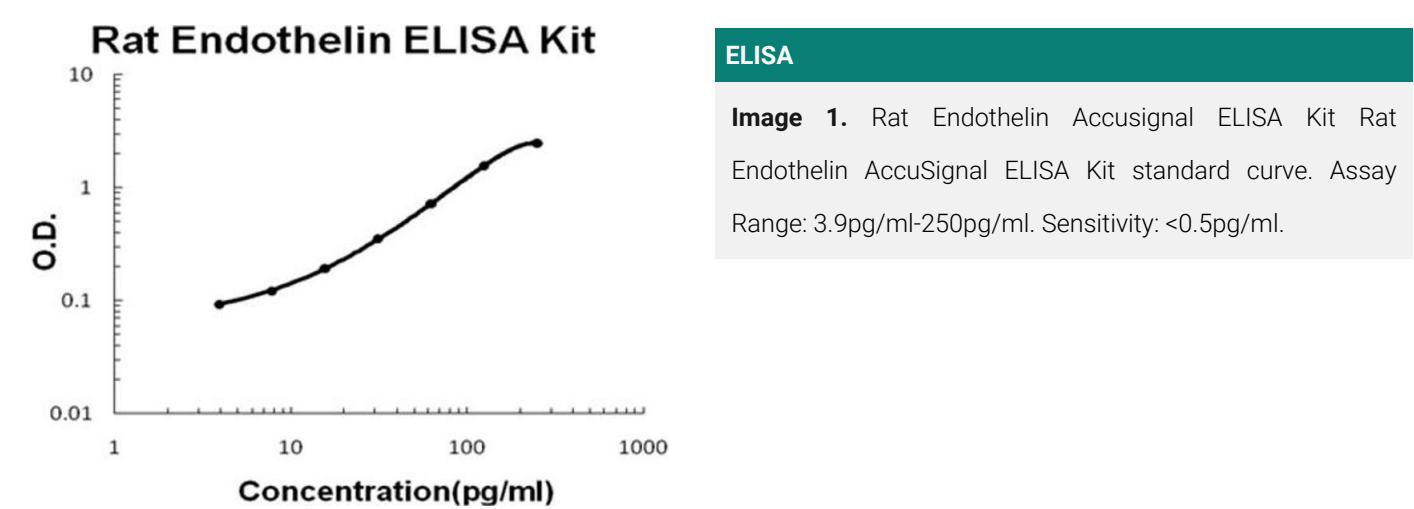 Rat Endothelin ELISA Kit
10
1
0.1
0.01
O.D.
1
10
100
1000
Concentration(pg/ml)
ELISA
Image 1. Rat Endothelin Accusignal ELISA Kit Rat
Endothelin AccuSignal ELISA Kit standard curve. Assay
Range: 3.9pg/ml-250pg/ml. Sensitivity: <0.5pg/ml.